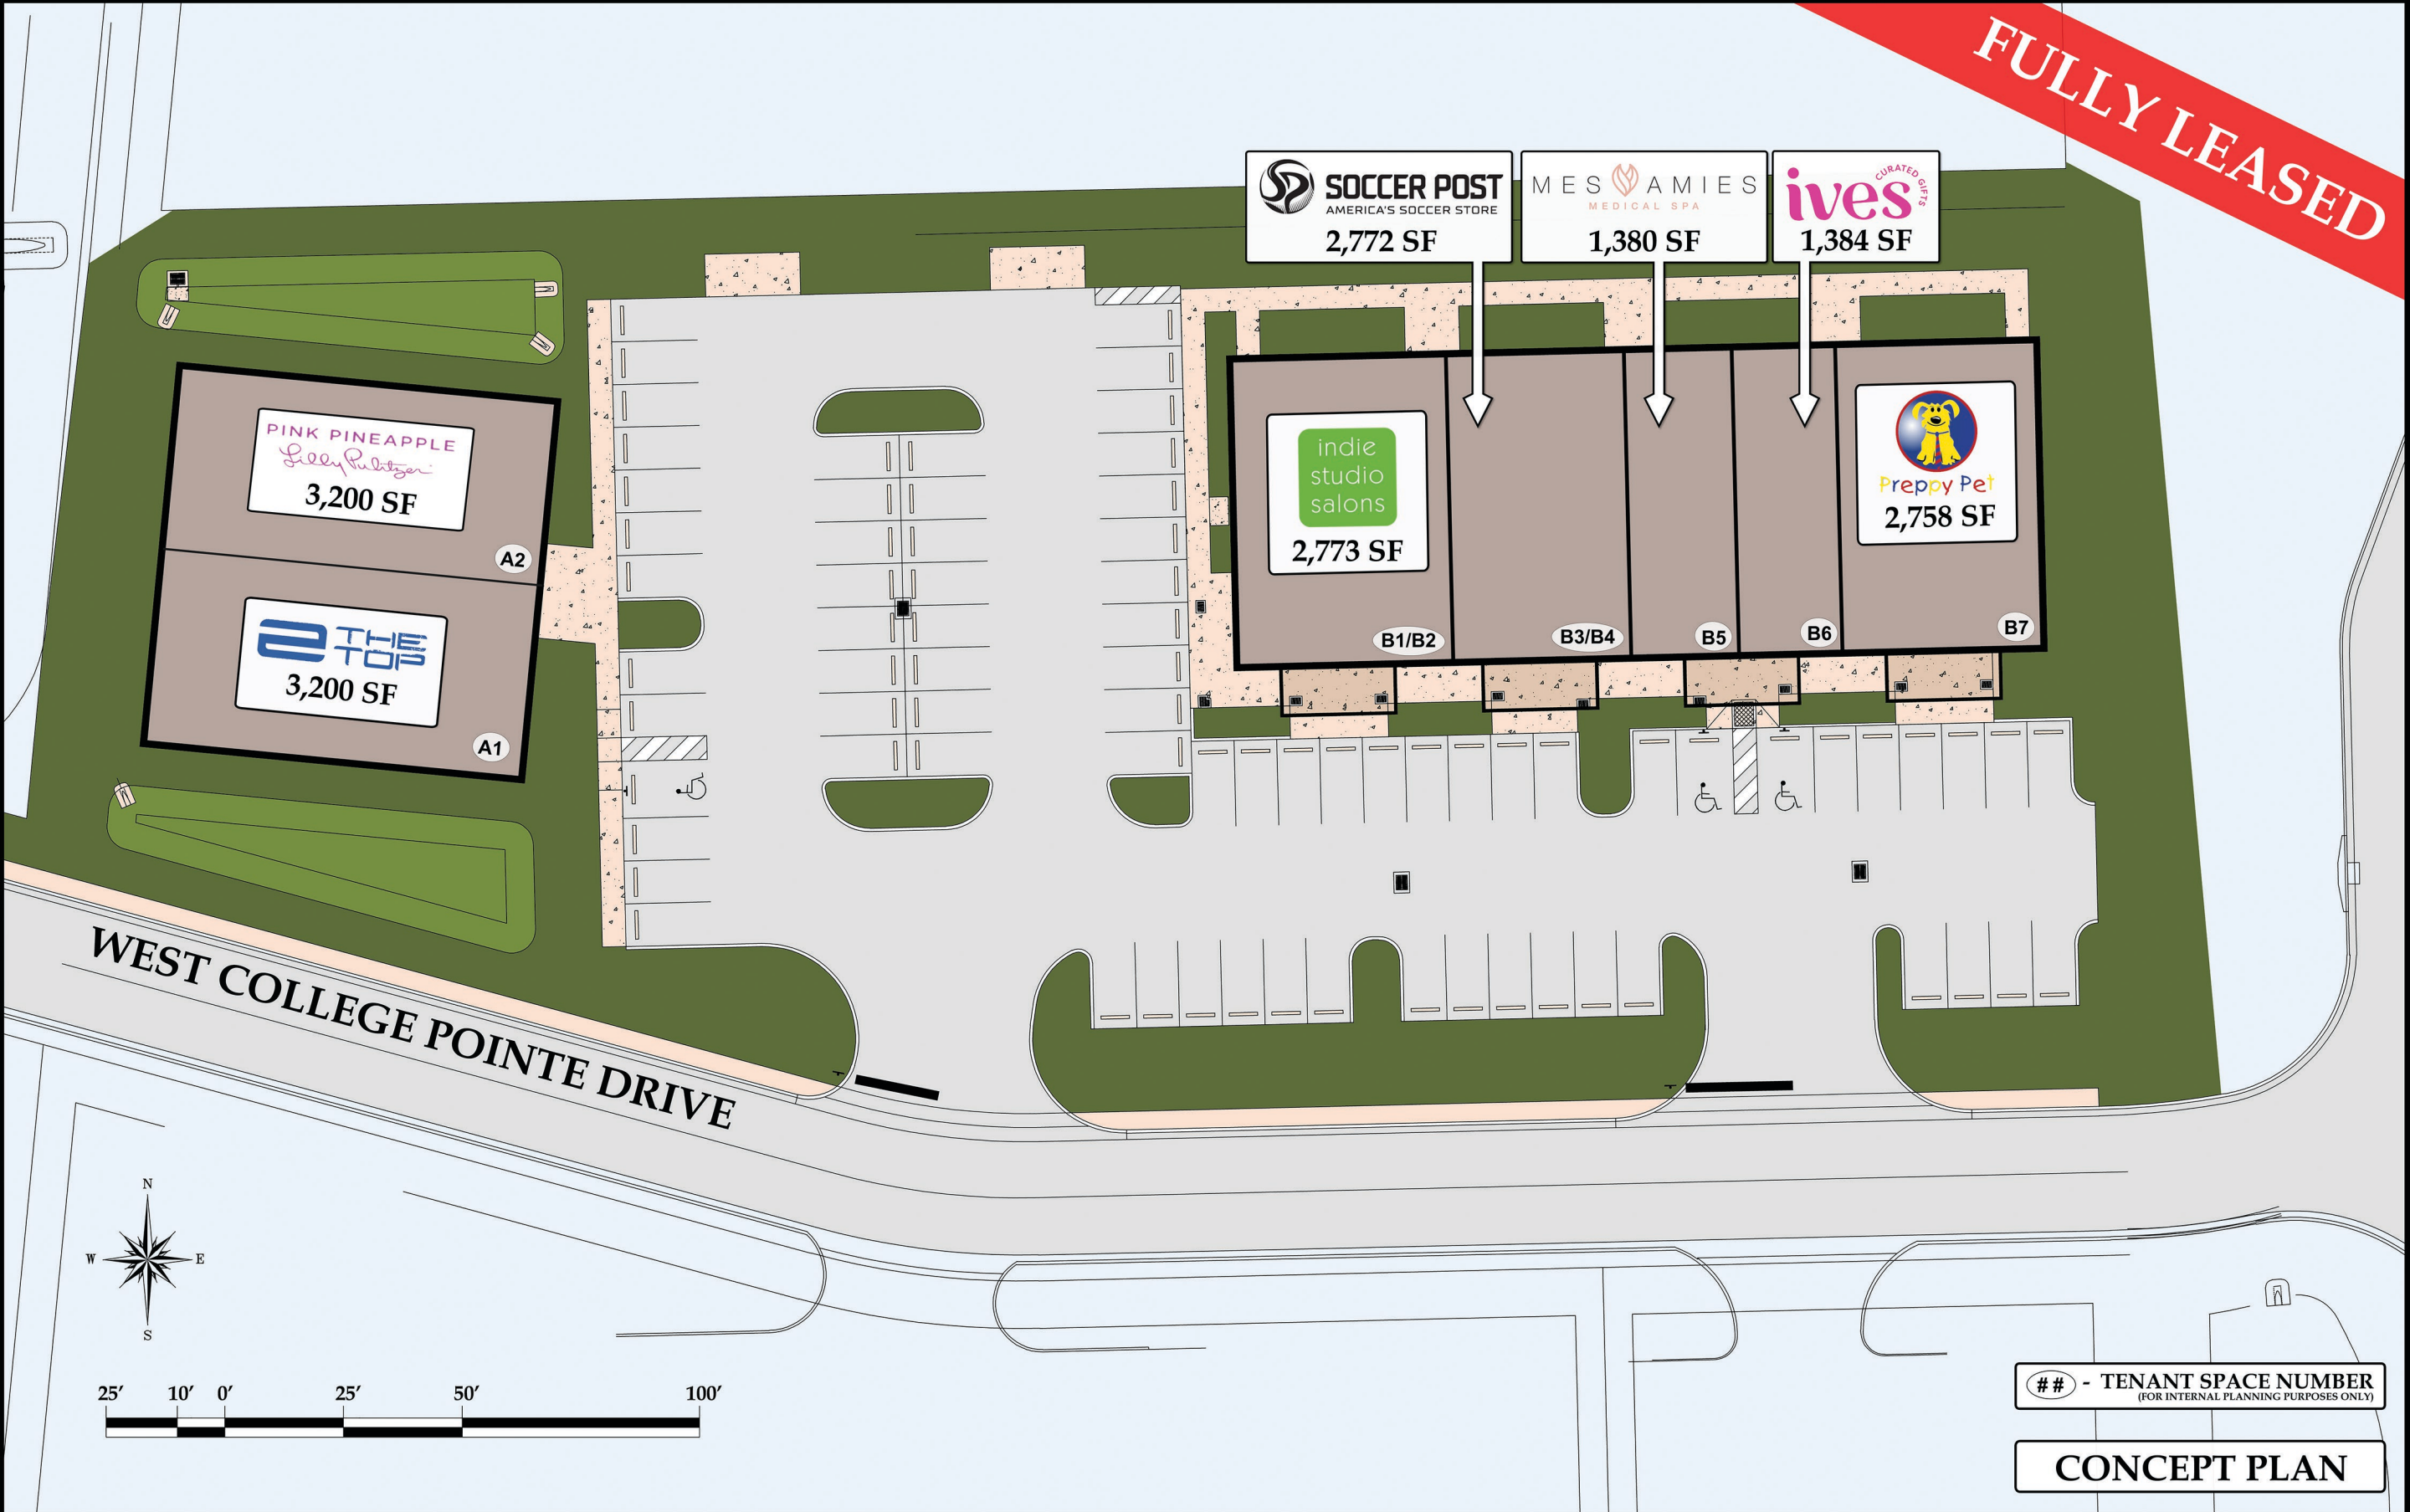 FULLY LEASED
SOCCER POST
AMERICA'S SOCCER STORE
2,772 SF
MES AMIES
MEDICAL SPA
1,380 SF
ives
CURATED GIFTS
1,384 SF
PINK PINEAPPLE
Lilly Pulitzer
3,200 SF
A2
2 THE TOP
3,200 SF
A1
indie
studio
salons
2,773 SF
B1/B2
B3/B4
B5
B6
Preppy Pet
2,758 SF
B7
WEST COLLEGE POINTE DRIVE
N
W
E
S
25' 10' 0' 25' 50' 100'
## - TENANT SPACE NUMBER
(FOR INTERNAL PLANNING PURPOSES ONLY)
CONCEPT PLAN